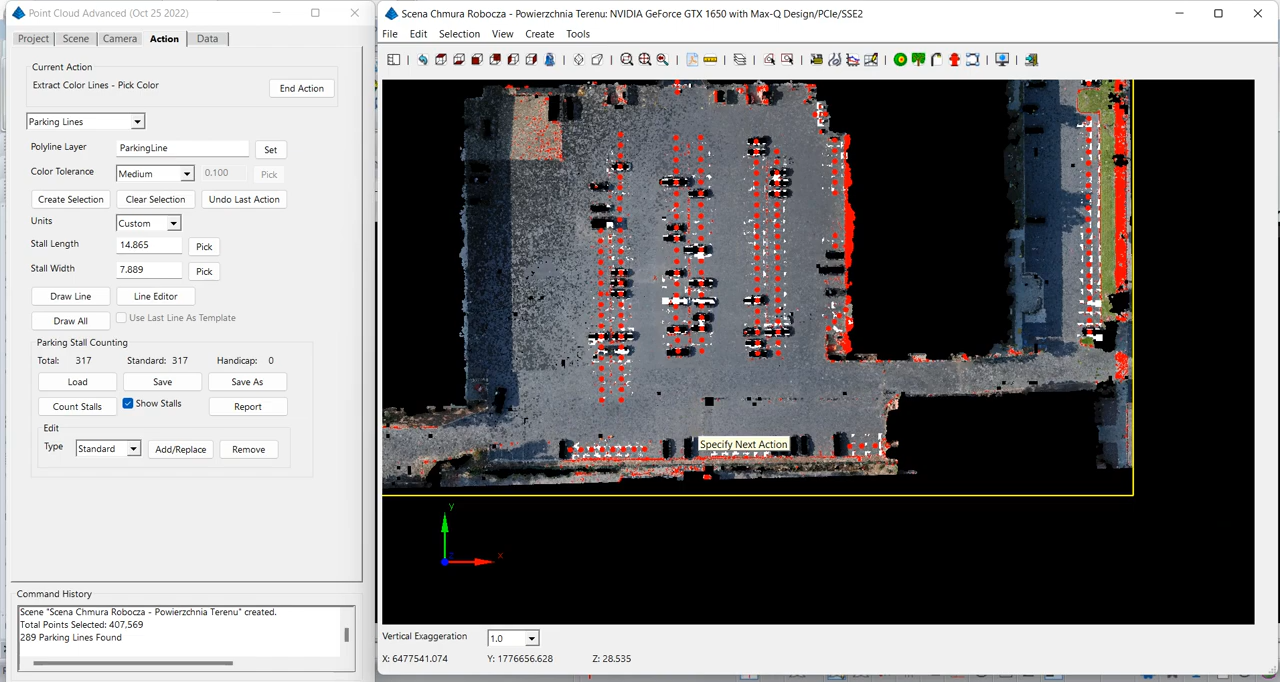 Point Cloud Advanced (Oct 25 2022)
Project Scene Camera Action Data
Current Action
Extract Color Lines - Pick Color
End Action
Parking Lines
Polyline Layer ParkingLine Set
Color Tolerance Medium 0.100 Pick
Create Selection Clear Selection Undo Last Action
Units Custom
Stall Length 14.865 Pick
Stall Width 7.889 Pick
Draw Line Line Editor
Draw All Use Last Line As Template
Parking Stall Counting
Total: 317 Standard: 317 Handicap: 0
Load Save Save As
Count Stalls Show Stalls Report
Edit
Type Standard Add/Replace Remove
Command History
Scene "Scena Chmura Robocza - Powierzchnia Terenu" created.
Total Points Selected: 407,569
289 Parking Lines Found
Scena Chmura Robocza - Powierzchnia Terenu: NVIDIA GeForce GTX 1650 with Max-Q Design/PCIe/SSE2
File Edit Selection View Create Tools
Specify Next Action
y
x
z
Vertical Exaggeration 1.0
X: 6477541.074 Y: 1776656.628 Z: 28.535